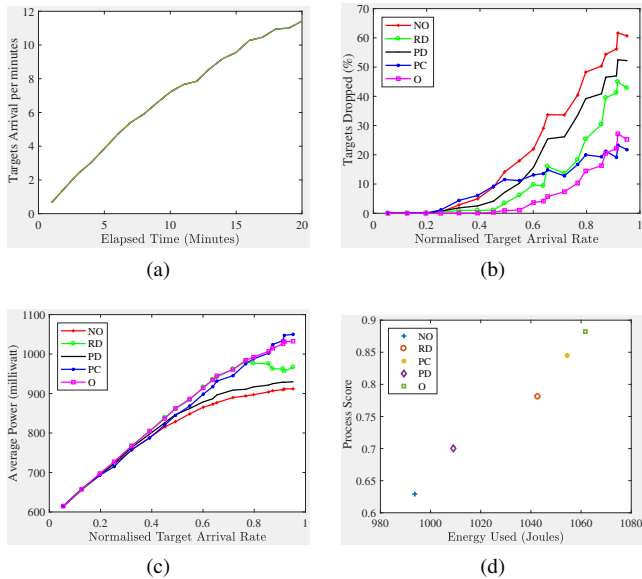 12
10
8
6
4
2
0
Targets Arrival per minutes
0
5
10
15
20
Elapsed Time (Minutes)
(a)
70
60
50
40
30
20
10
0
Targets Dropped (%)
NO
RD
PD
PC
O
0
0.2
0.4
0.6
0.8
1
Normalised Target Arrival Rate
(b)
1100
1000
900
800
700
600
Average Power (milliwatt)
NO
RD
PD
PC
O
0
0.2
0.4
0.6
0.8
1
Normalised Target Arrival Rate
(c)
0.9
0.85
0.8
0.75
0.7
0.65
0.6
Process Score
NO
RD
PC
PD
O
980
1000
1020
1040
1060
1080
Energy Used (Joules)
(d)